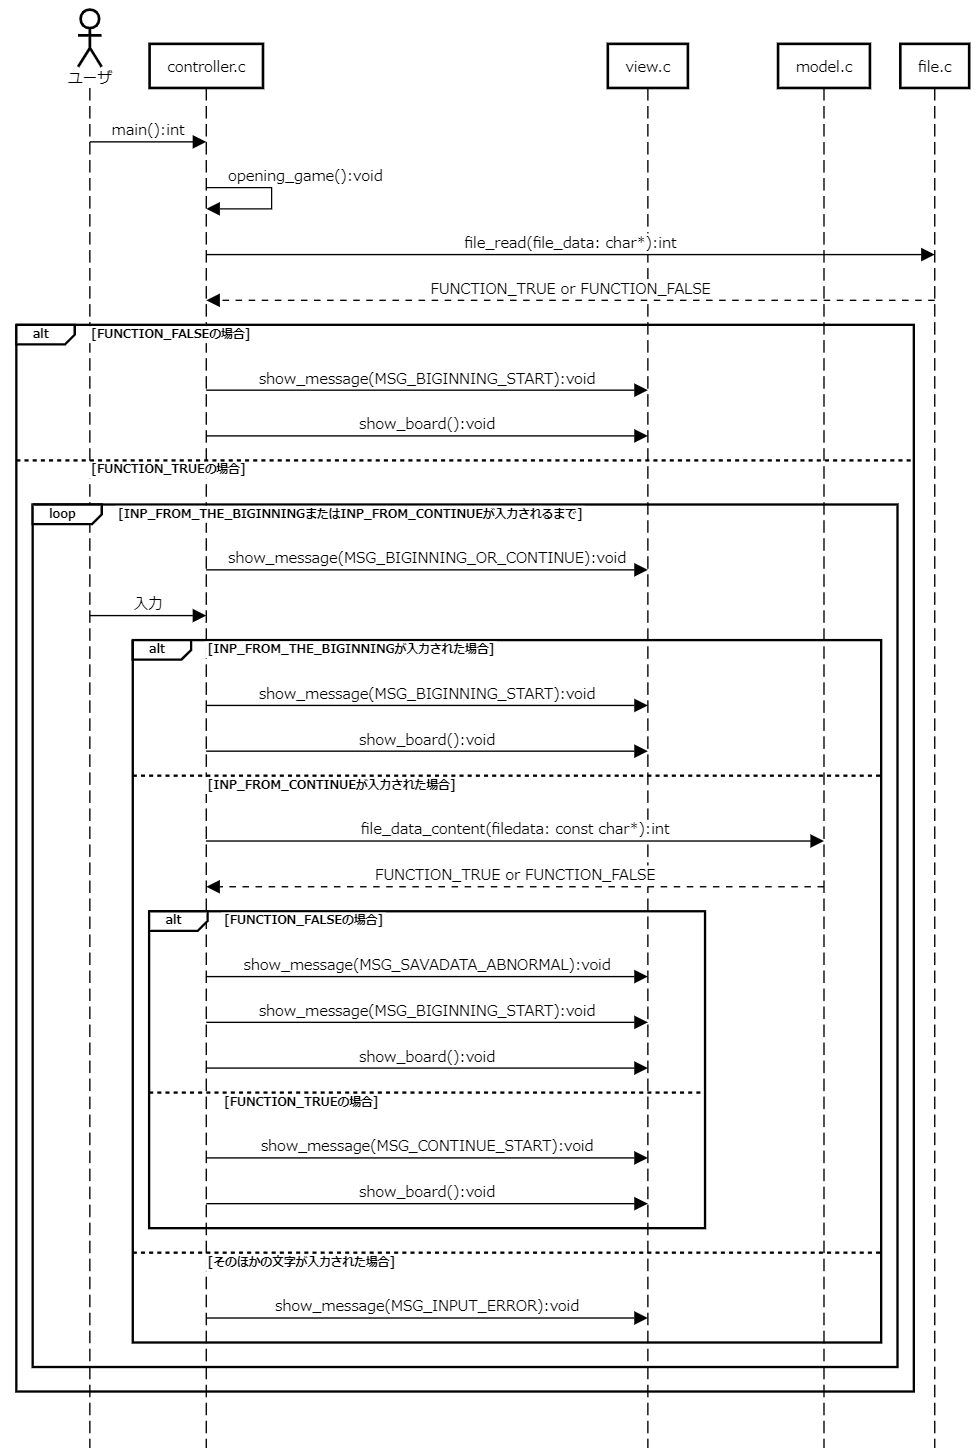 ユーザ
controller.c
view.c
model.c
file.c
main():int
opening_game():void
file_read(file_data: char*):int
FUNCTION_TRUE or FUNCTION_FALSE
alt
[FUNCTION_FALSEの場合]
show_message(MSG_BIGINNING_START):void
show_board():void
[FUNCTION_TRUEの場合]
loop
[INP_FROM_THE_BIGINNINGまたはINP_FROM_CONTINUEが入力されるまで]
show_message(MSG_BIGINNING_OR_CONTINUE):void
入力
alt
[INP_FROM_THE_BIGINNINGが入力された場合]
show_message(MSG_BIGINNING_START):void
show_board():void
[INP_FROM_CONTINUEが入力された場合]
file_data_content(filedata: const char*):int
FUNCTION_TRUE or FUNCTION_FALSE
alt
[FUNCTION_FALSEの場合]
show_message(MSG_SAVADATA_ABNORMAL):void
show_message(MSG_BIGINNING_START):void
show_board():void
[FUNCTION_TRUEの場合]
show_message(MSG_CONTINUE_START):void
show_board():void
[そのほかの文字が入力された場合]
show_message(MSG_INPUT_ERROR):void